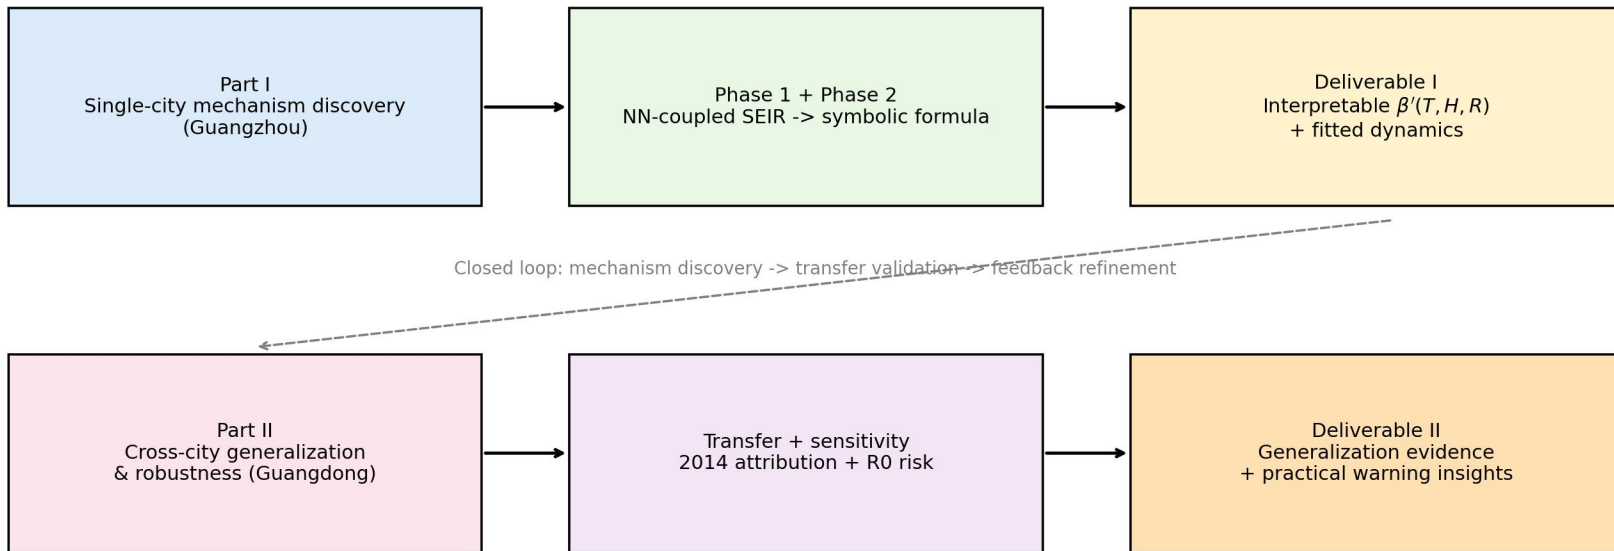 Part I
Single-city mechanism discovery
(Guangzhou)
Phase 1 + Phase 2
NN-coupled SEIR -> symbolic formula
Deliverable I
Interpretable β′(T, H, R)
+ fitted dynamics
Closed loop: mechanism discovery -> transfer validation -> feedback refinement
Part II
Cross-city generalization
& robustness (Guangdong)
Transfer + sensitivity
2014 attribution + R0 risk
Deliverable II
Generalization evidence
+ practical warning insights